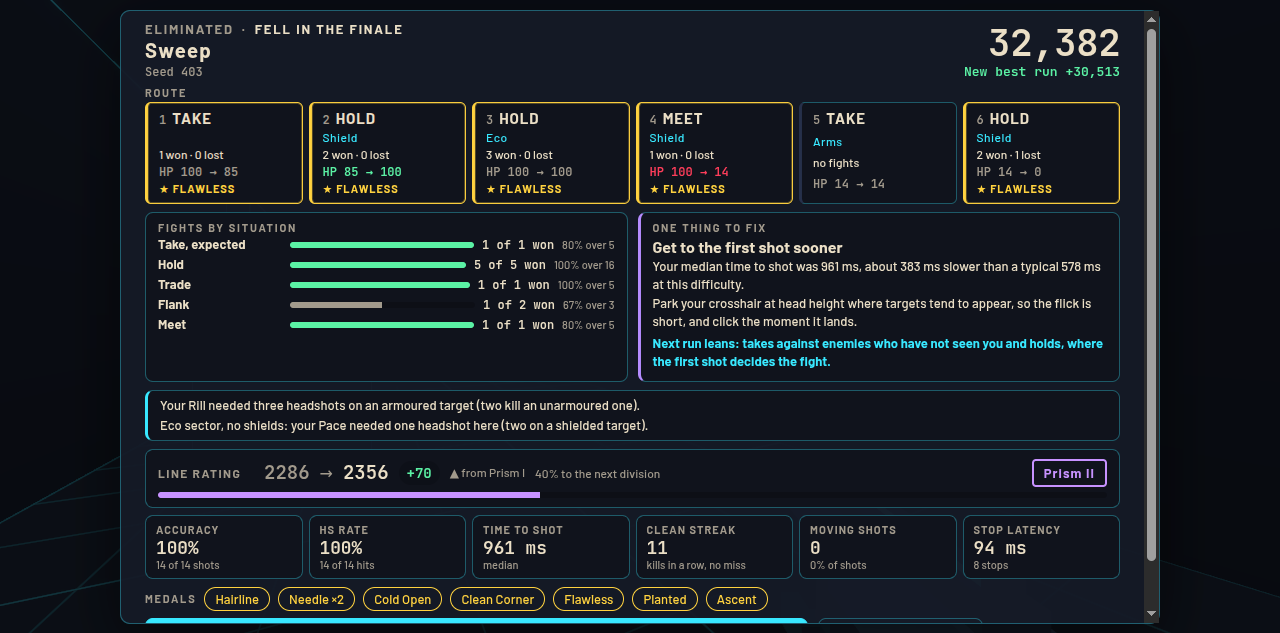 ELIMINATED · FELL IN THE FINALE
Sweep
Seed 403
32,382
New best run +30,513
ROUTE
1 TAKE
1 won · 0 lost
HP 100 → 85
★ FLAWLESS
2 HOLD
Shield
2 won · 0 lost
HP 85 → 100
★ FLAWLESS
3 HOLD
Eco
3 won · 0 lost
HP 100 → 100
★ FLAWLESS
4 MEET
Shield
1 won · 0 lost
HP 100 → 14
★ FLAWLESS
5 TAKE
Arms
no fights
HP 14 → 14
6 HOLD
Shield
2 won · 1 lost
HP 14 → 0
★ FLAWLESS
FIGHTS BY SITUATION
Take, expected 1 of 1 won 80% over 5
Hold 5 of 5 won 100% over 16
Trade 1 of 1 won 100% over 5
Flank 1 of 2 won 67% over 3
Meet 1 of 1 won 80% over 5
ONE THING TO FIX
Get to the first shot sooner
Your median time to shot was 961 ms, about 383 ms slower than a typical 578 ms
at this difficulty.
Park your crosshair at head height where targets tend to appear, so the flick is
short, and click the moment it lands.
Next run leans: takes against enemies who have not seen you and holds, where
the first shot decides the fight.
Your Rill needed three headshots on an armoured target (two kill an unarmoured one).
Eco sector, no shields: your Pace needed one headshot here (two on a shielded target).
LINE RATING 2286 → 2356 +70 ▲ from Prism I 40% to the next division Prism II
ACCURACY
100%
14 of 14 shots
HS RATE
100%
14 of 14 hits
TIME TO SHOT
961 ms
median
CLEAN STREAK
11
kills in a row, no miss
MOVING SHOTS
0
0% of shots
STOP LATENCY
94 ms
8 stops
MEDALS Hairline Needle ×2 Cold Open Clean Corner Flawless Planted Ascent